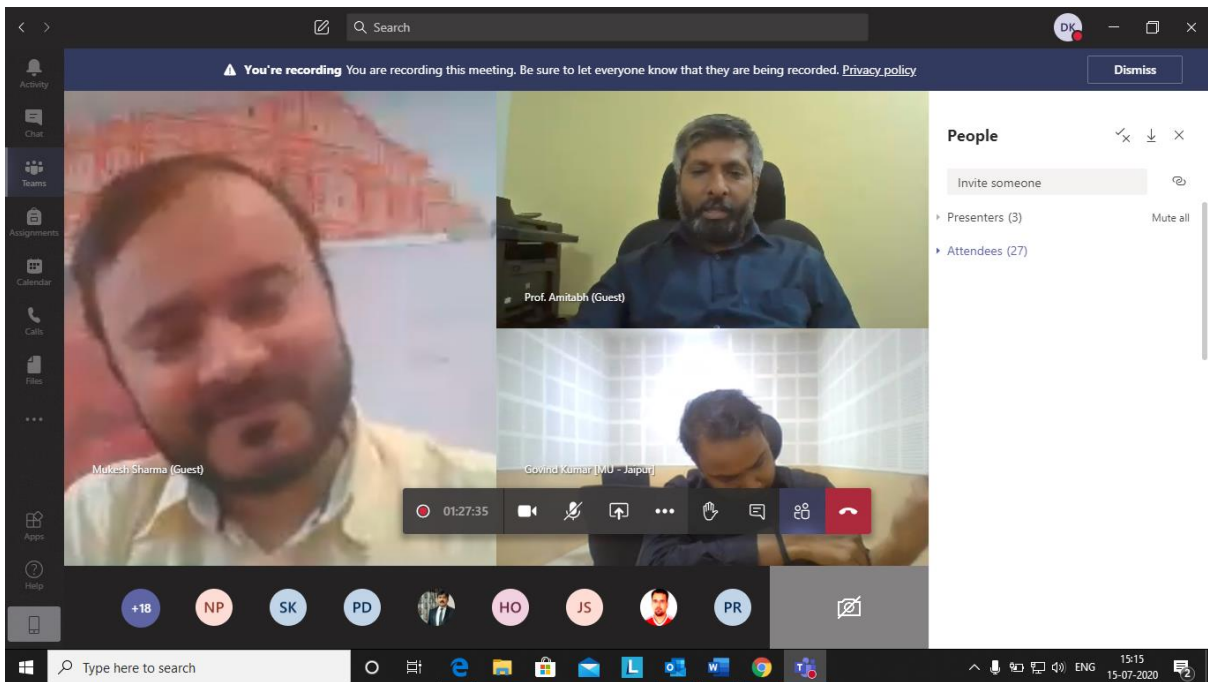 Search
DK
You're recording You are recording this meeting. Be sure to let everyone know that they are being recorded. Privacy policy
Dismiss
Activity
Chat
Teams
Assignments
Calendar
Calls
Files
Apps
Help
Prof. Amitabh (Guest)
Mukesh Sharma (Guest)
Govind Kumar [MU - Jaipur]
01:27:35
People
Invite someone
Presenters (3)
Mute all
Attendees (27)
+18
NP
SK
PD
HO
JS
PR
Type here to search
ENG
15:15
15-07-2020
2